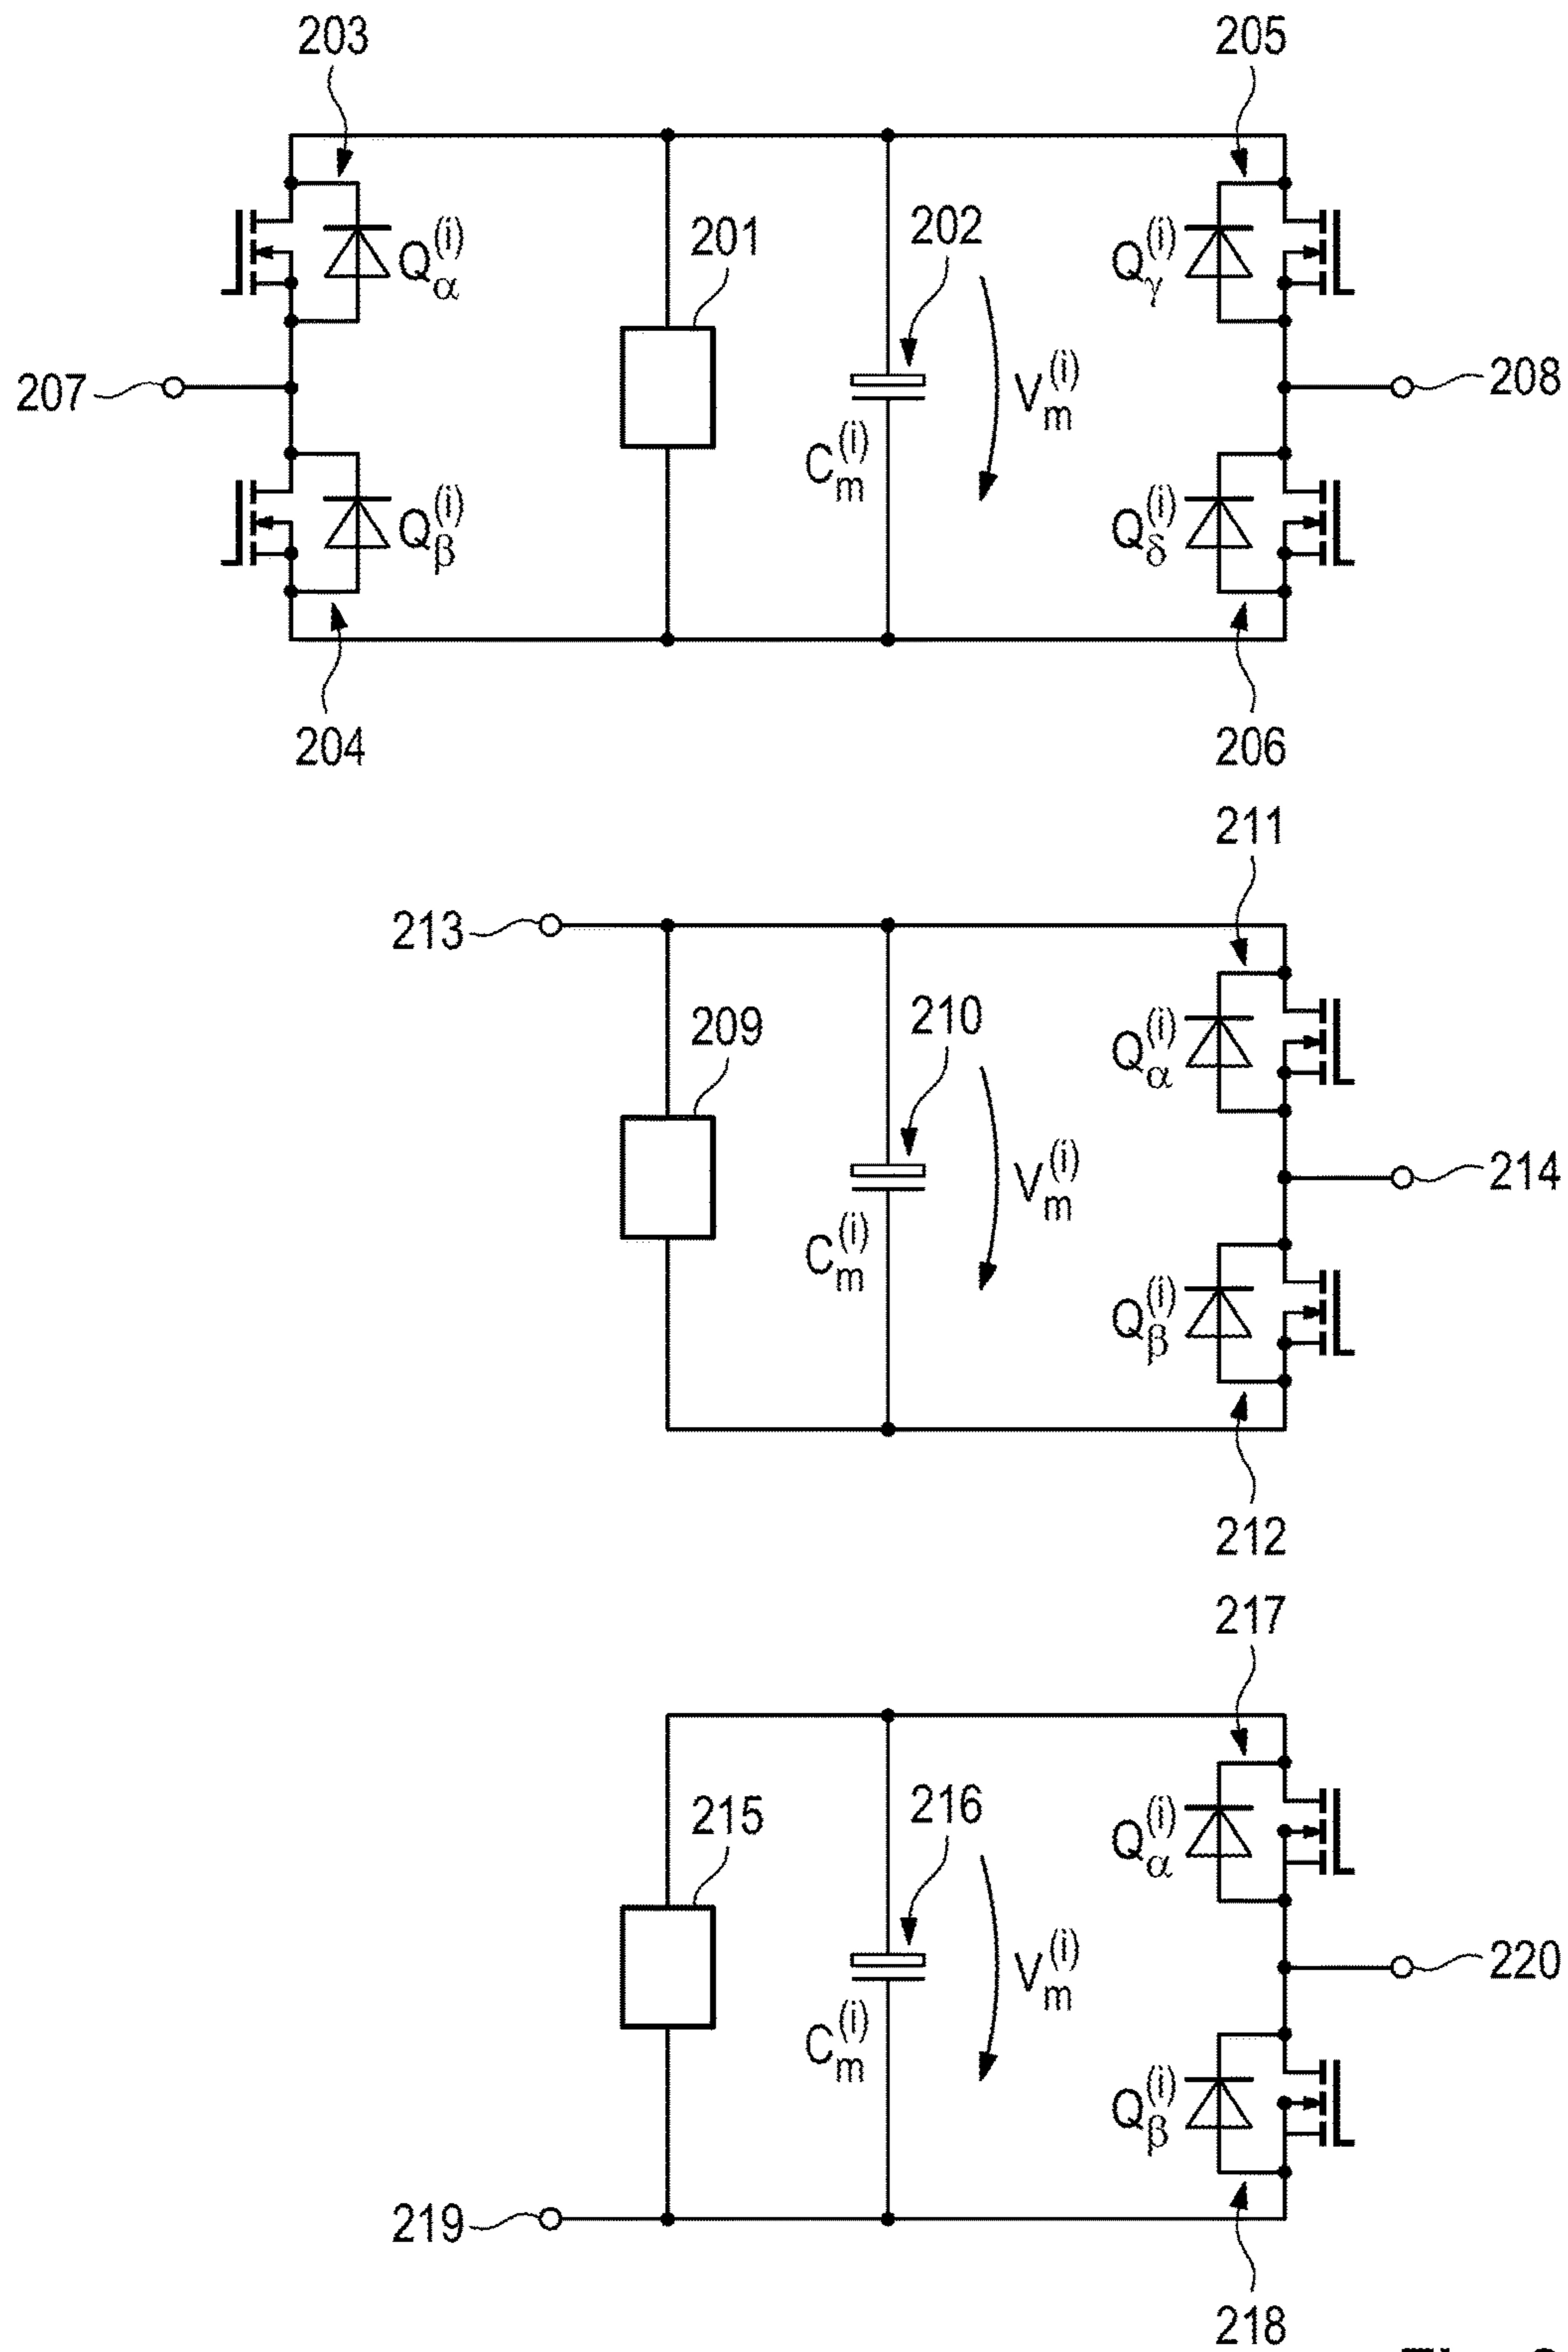 203 205
201
202
Q_α^(i) Q_γ^(i)
207 208
V_m^(i)
C_m^(i)
Q_β^(i) Q_δ^(i)
204 206
211
213
209
210
Q_α^(i)
214
V_m^(i)
C_m^(i)
Q_β^(i)
212
217
215
216
Q_α^(i)
220
V_m^(i)
C_m^(i)
Q_β^(i)
219
218